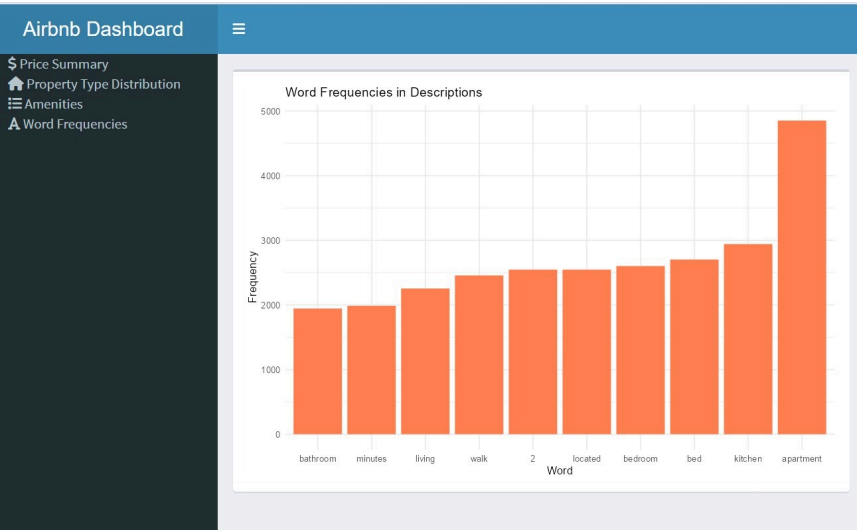 Airbnb Dashboard
Price Summary
Property Type Distribution
Amenities
Word Frequencies
Word Frequencies in Descriptions
5000
4000
3000
2000
1000
0
Frequency
bathroom minutes living walk 2 located bedroom bed kitchen apartment
Word